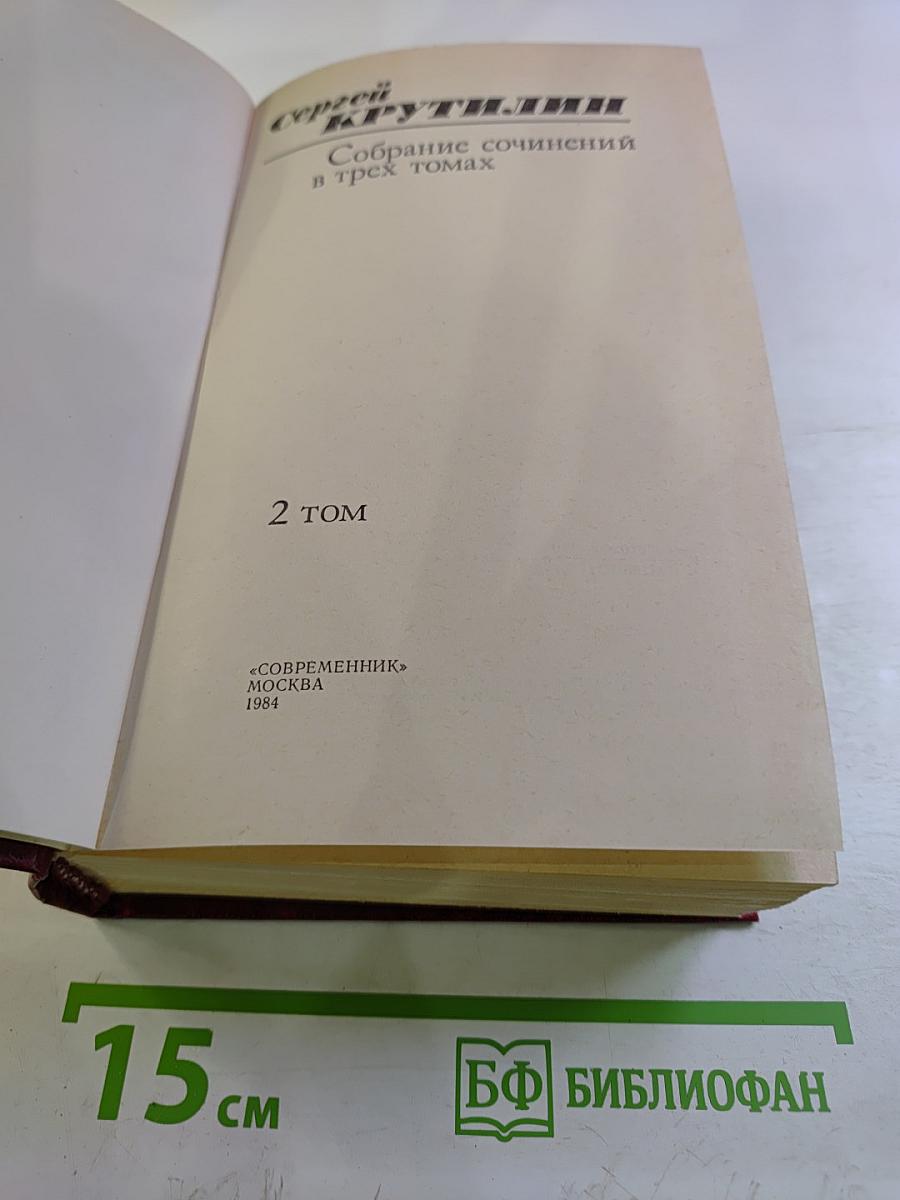 Сергей
КРУТИЛИН
Собрание сочинений
в трех томах
2 том
«СОВРЕМЕННИК»
МОСКВА
1984
15 см
БФ БИБЛИОФАН